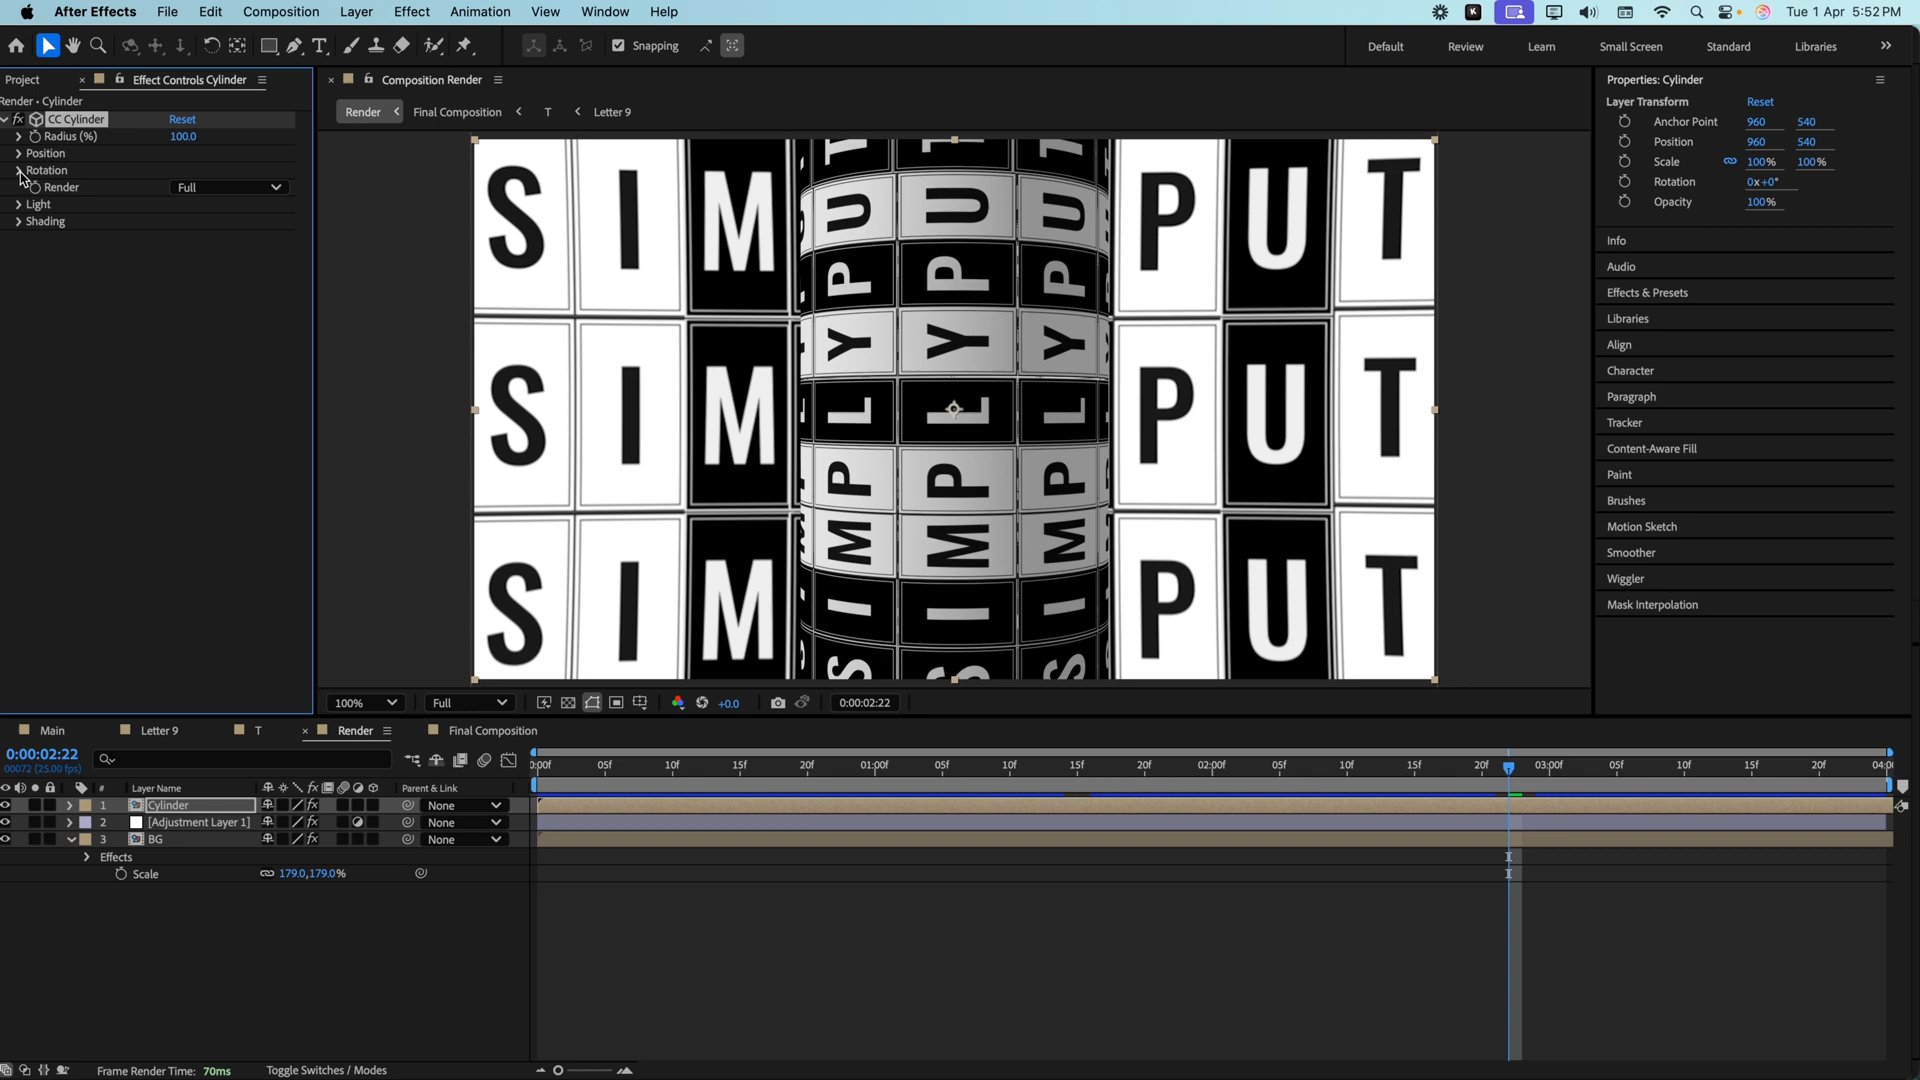 After Effects File Edit Composition Layer Effect Animation View Window Help Tue 1 Apr 5:52 PM
Snapping Default Review Learn Small Screen Standard Libraries
Project Effect Controls Cylinder
Render • Cylinder
CC Cylinder Reset
Radius (%) 100.0
Position
Rotation
Render Full
Light
Shading
Composition Render
Render Final Composition T Letter 9
S I M P U T
S I M P U T
S I M P U T
S I M P L Y P U T
S I M P L Y P U T
S I M P L Y P U T
100% Full +0.0 0:00:02:22
Properties: Cylinder
Layer Transform Reset
Anchor Point 960 540
Position 960 540
Scale 100% 100%
Rotation 0x+0°
Opacity 100%
Info
Audio
Effects & Presets
Libraries
Align
Character
Paragraph
Tracker
Content-Aware Fill
Paint
Brushes
Motion Sketch
Smoother
Wiggler
Mask Interpolation
Main Letter 9 T Render Final Composition
0:00:02:22
00072 (25.00 fps)
0:00f 05f 10f 15f 20f 01:00f 05f 10f 15f 20f 02:00f 05f 10f 15f 20f 03:00f 05f 10f 15f 20f 04:0
# Layer Name Parent & Link
1 Cylinder None
2 [Adjustment Layer 1] None
3 BG None
Effects
Scale 179.0,179.0%
Frame Render Time: 70ms Toggle Switches / Modes